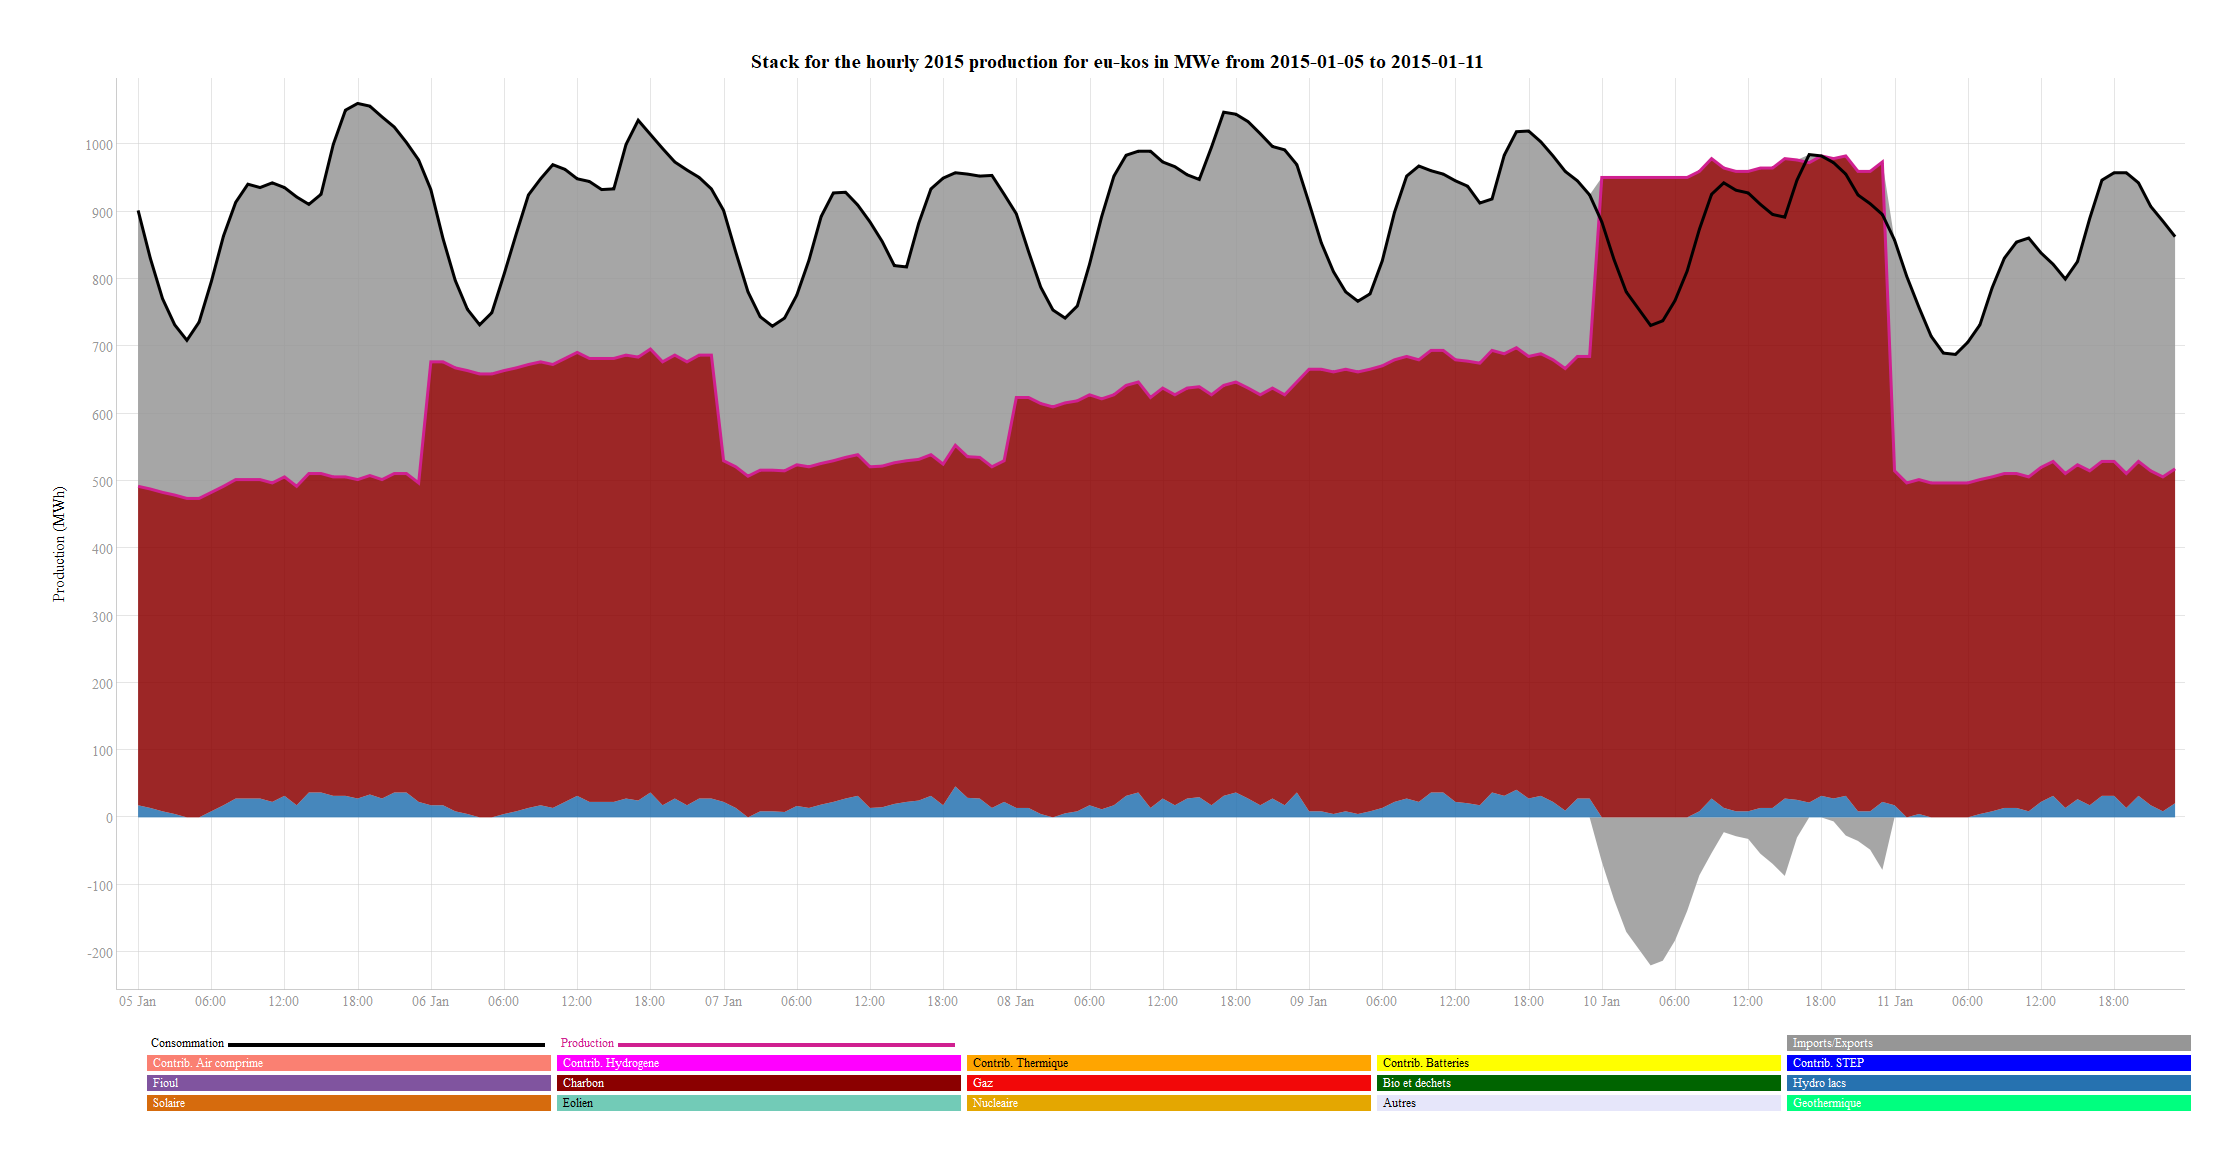 Stack for the hourly 2015 production for eu-kos in MWe from 2015-01-05 to 2015-01-11
Production (MWh)
1000
900
800
700
600
500
400
300
200
100
0
-100
-200
05 Jan 06:00 12:00 18:00 06 Jan 06:00 12:00 18:00 07 Jan 06:00 12:00 18:00 08 Jan 06:00 12:00 18:00 09 Jan 06:00 12:00 18:00 10 Jan 06:00 12:00 18:00 11 Jan 06:00 12:00 18:00
Consommation Production Imports/Exports
Contrib. Air comprime Contrib. Hydrogene Contrib. Thermique Contrib. Batteries Contrib. STEP
Fioul Charbon Gaz Bio et dechets Hydro lacs
Solaire Eolien Nucleaire Autres Geothermique